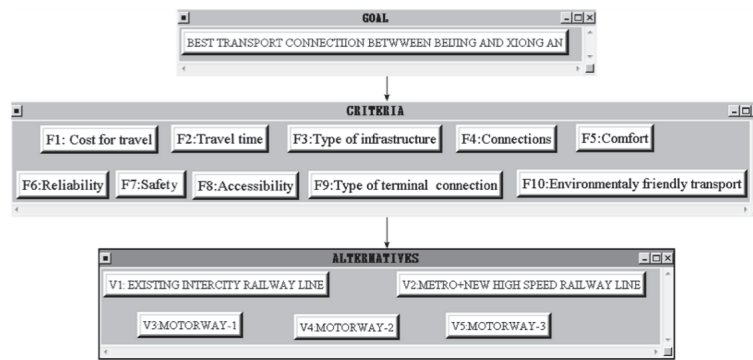 GOAL
BEST TRANSPORT CONNECTIION BETWWEEN BEIJING AND XIONG AN
CRITERIA
F1: Cost for travel
F2:Travel time
F3:Type of infrastructure
F4:Connections
F5:Comfort
F6:Reliability
F7:Safety
F8:Accessibility
F9:Type of terminal connection
F10:Environmentaly friendly transport
ALTERNATIVES
V1: EXISTING INTERCITY RAILWAY LINE
V2:METRO+NEW HIGH SPEED RAILWAY LINE
V3:MOTORWAY-1
V4:MOTORWAY-2
V5:MOTORWAY-3